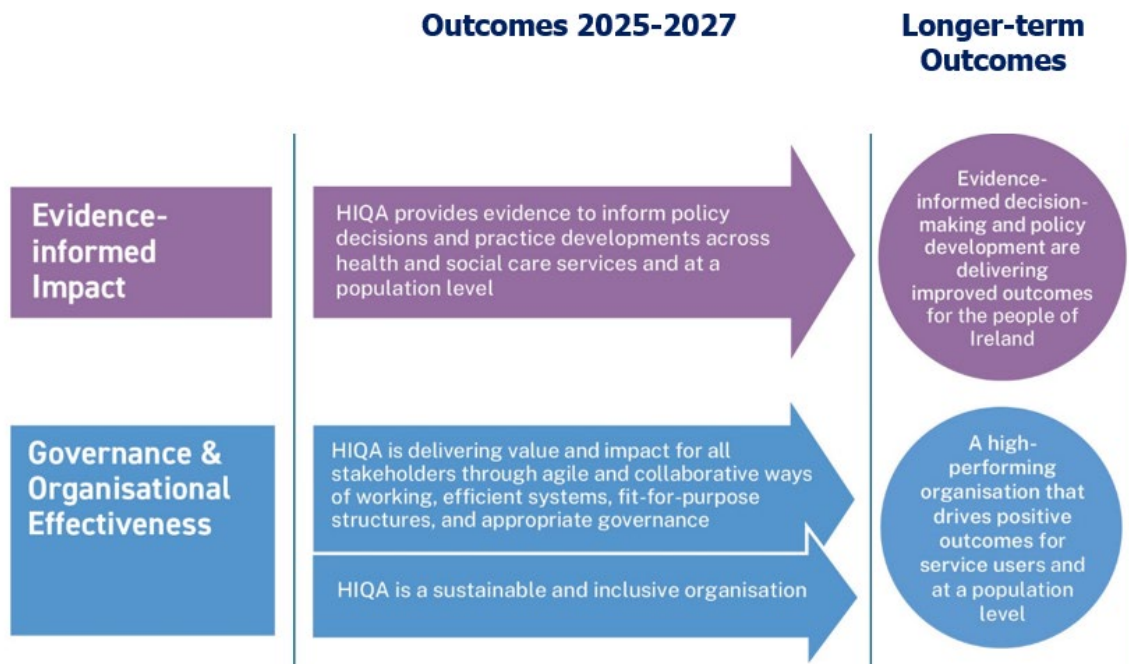 Outcomes 2025-2027
Longer-term
Outcomes
Evidence-
informed
Impact
HIQA provides evidence to inform policy
decisions and practice developments across
health and social care services and at a
population level
Evidence-
informed decision-
making and policy
development are
delivering
improved outcomes
for the people of
Ireland
Governance &
Organisational
Effectiveness
HIQA is delivering value and impact for all
stakeholders through agile and collaborative ways
of working, efficient systems, fit-for-purpose
structures, and appropriate governance
HIQA is a sustainable and inclusive organisation
A high-
performing
organisation that
drives positive
outcomes for
service users and
at a population
level